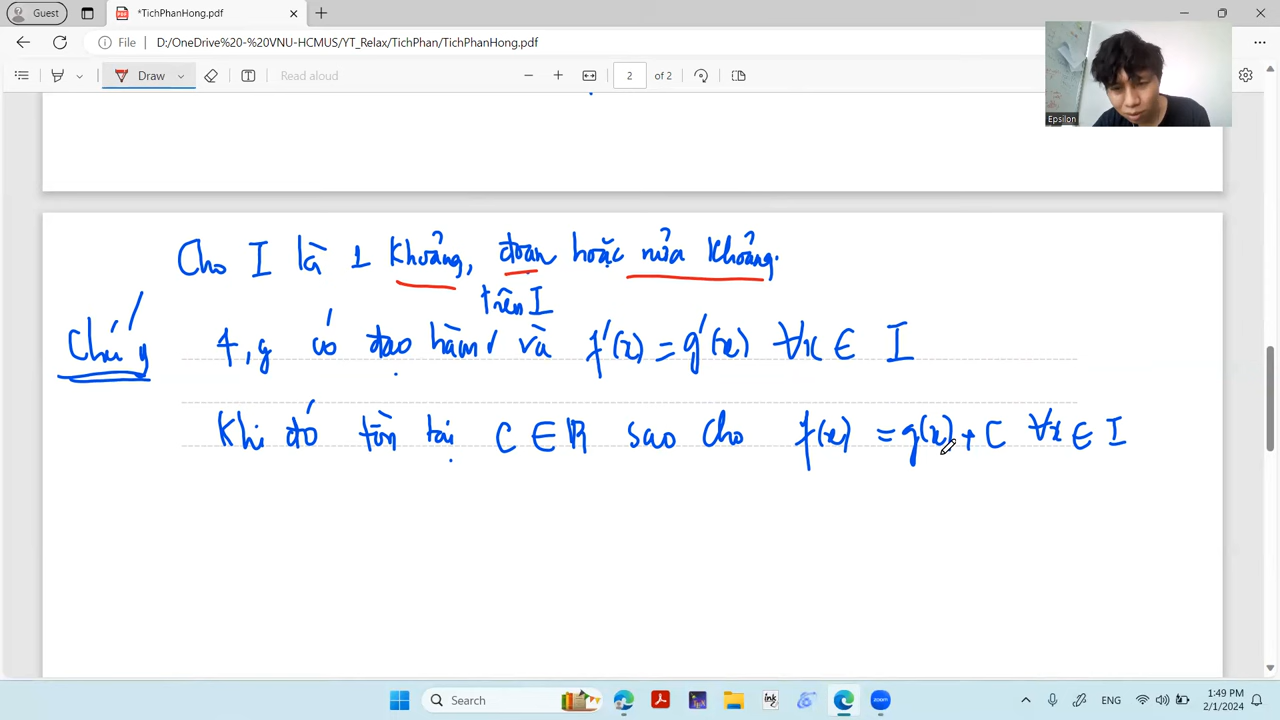 Guest
*TichPhanHong.pdf
File
D:/OneDrive%20-%20VNU-HCMUS/YT_Relax/TichPhan/TichPhanHong.pdf
Draw
Read aloud
2 of 2
Epsilon
Cho I là 1 khoảng, đoạn hoặc nửa khoảng.
trên I
Chú ý f, g có đạo hàm và f'(x) = g'(x) ∀x ∈ I
Khi đó tồn tại C ∈ ℝ sao cho f(x) = g(x) + C ∀x ∈ I
Search
ink
ENG
1:49 PM
2/1/2024
zoom